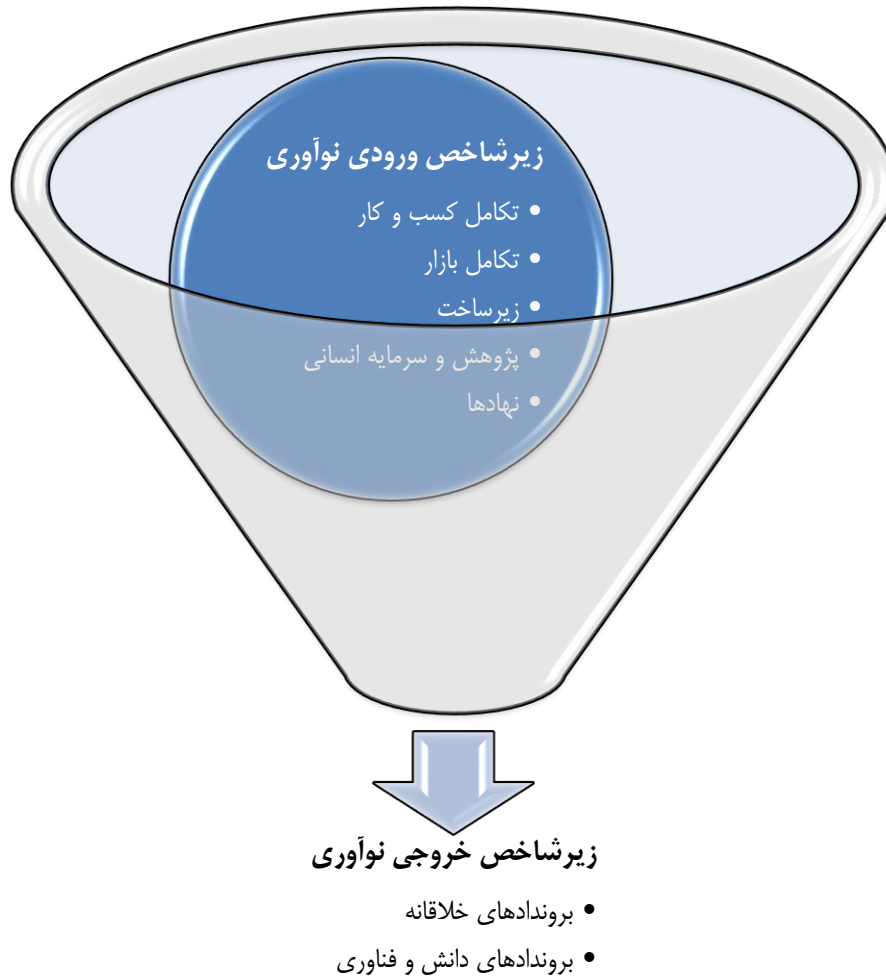 زیرشاخص ورودی نوآوری
• تکامل کسب و کار
• تکامل بازار
• زیرساخت
• پژوهش و سرمایه انسانی
• نهادها
زیرشاخص خروجی نوآوری
• بروندادهای خلاقانه
• بروندادهای دانش و فناوری